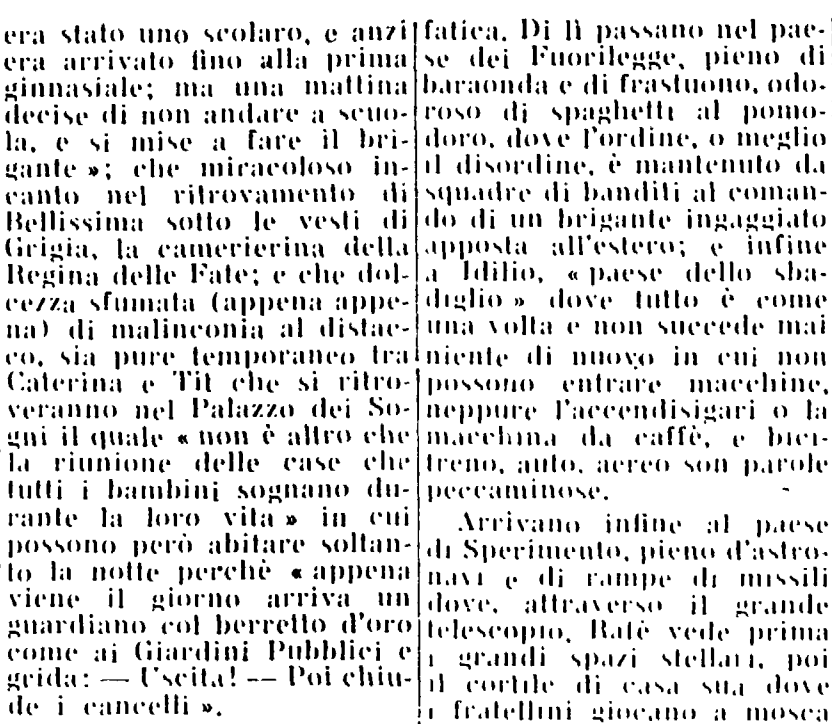 era stato uno scolaro, e anzi
era arrivato fino alla prima
ginnasiale; ma una mattina
decise di non andare a scuo-
la, e si mise a fare il bri-
gante »; che miracoloso in-
canto nel ritrovamento di
Bellissima sotto le vesti di
Grigia, la camerierina della
Regina delle Fate; e che dol-
cezza sfumata (appena appe-
na) di malinconia al distac-
co, sia pure temporaneo tra
Caterina e Tit che si ritro-
veranno nel Palazzo dei So-
gni il quale « non è altro che
la riunione delle case che
tutti i bambini sognano du-
rante la loro vita » in cui
possono però abitare soltan-
to la notte perchè « appena
viene il giorno arriva un
guardiano col berretto d'oro
come ai Giardini Pubblici e
grida: — Uscita! — Poi chiu-
de i cancelli ».
fatica. Di lì passano nel pae-
se dei Fuorilegge, pieno di
baraonda e di frastuono, odo-
roso di spaghetti al pomo-
doro, dove l'ordine, o meglio
il disordine, è mantenuto da
squadre di banditi al coman-
do di un brigante ingaggiato
apposta all'estero; e infine
a Idilio, « paese dello sba-
diglio » dove tutto è come
una volta e non succede mai
niente di nuovo in cui non
possono entrare macchine,
neppure l'accendisigari o la
macchina da caffè, e bici-
treno, auto, aereo son parole
peccaminose.
Arrivano infine al paese
di Sperimento, pieno d'astro-
navi e di rampe di missili
dove, attraverso il grande
telescopio, Ratè vede prima
i grandi spazi stellari, poi
il cortile di casa sua dove
i fratellini giocano a mosca